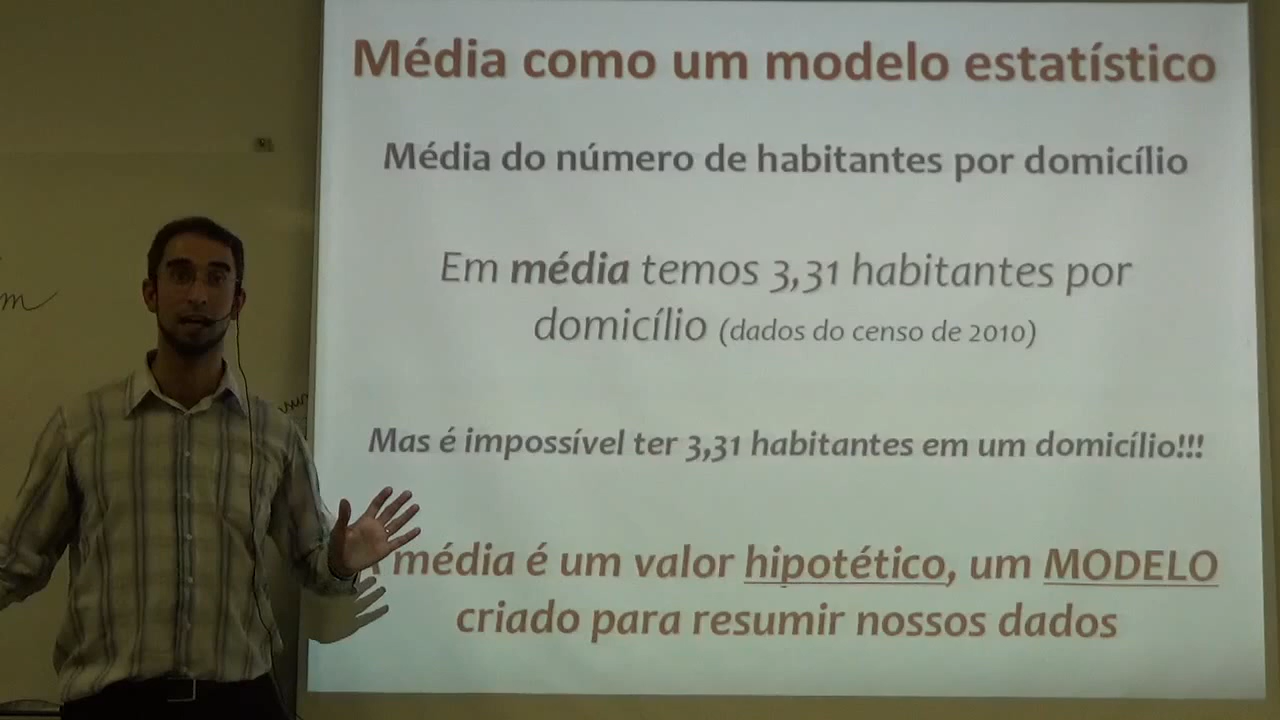 Média como um modelo estatístico
Média do número de habitantes por domicílio
Em média temos 3,31 habitantes por
domicílio (dados do censo de 2010)
Mas é impossível ter 3,31 habitantes em um domicílio!!!
média é um valor hipotético, um MODELO
criado para resumir nossos dados